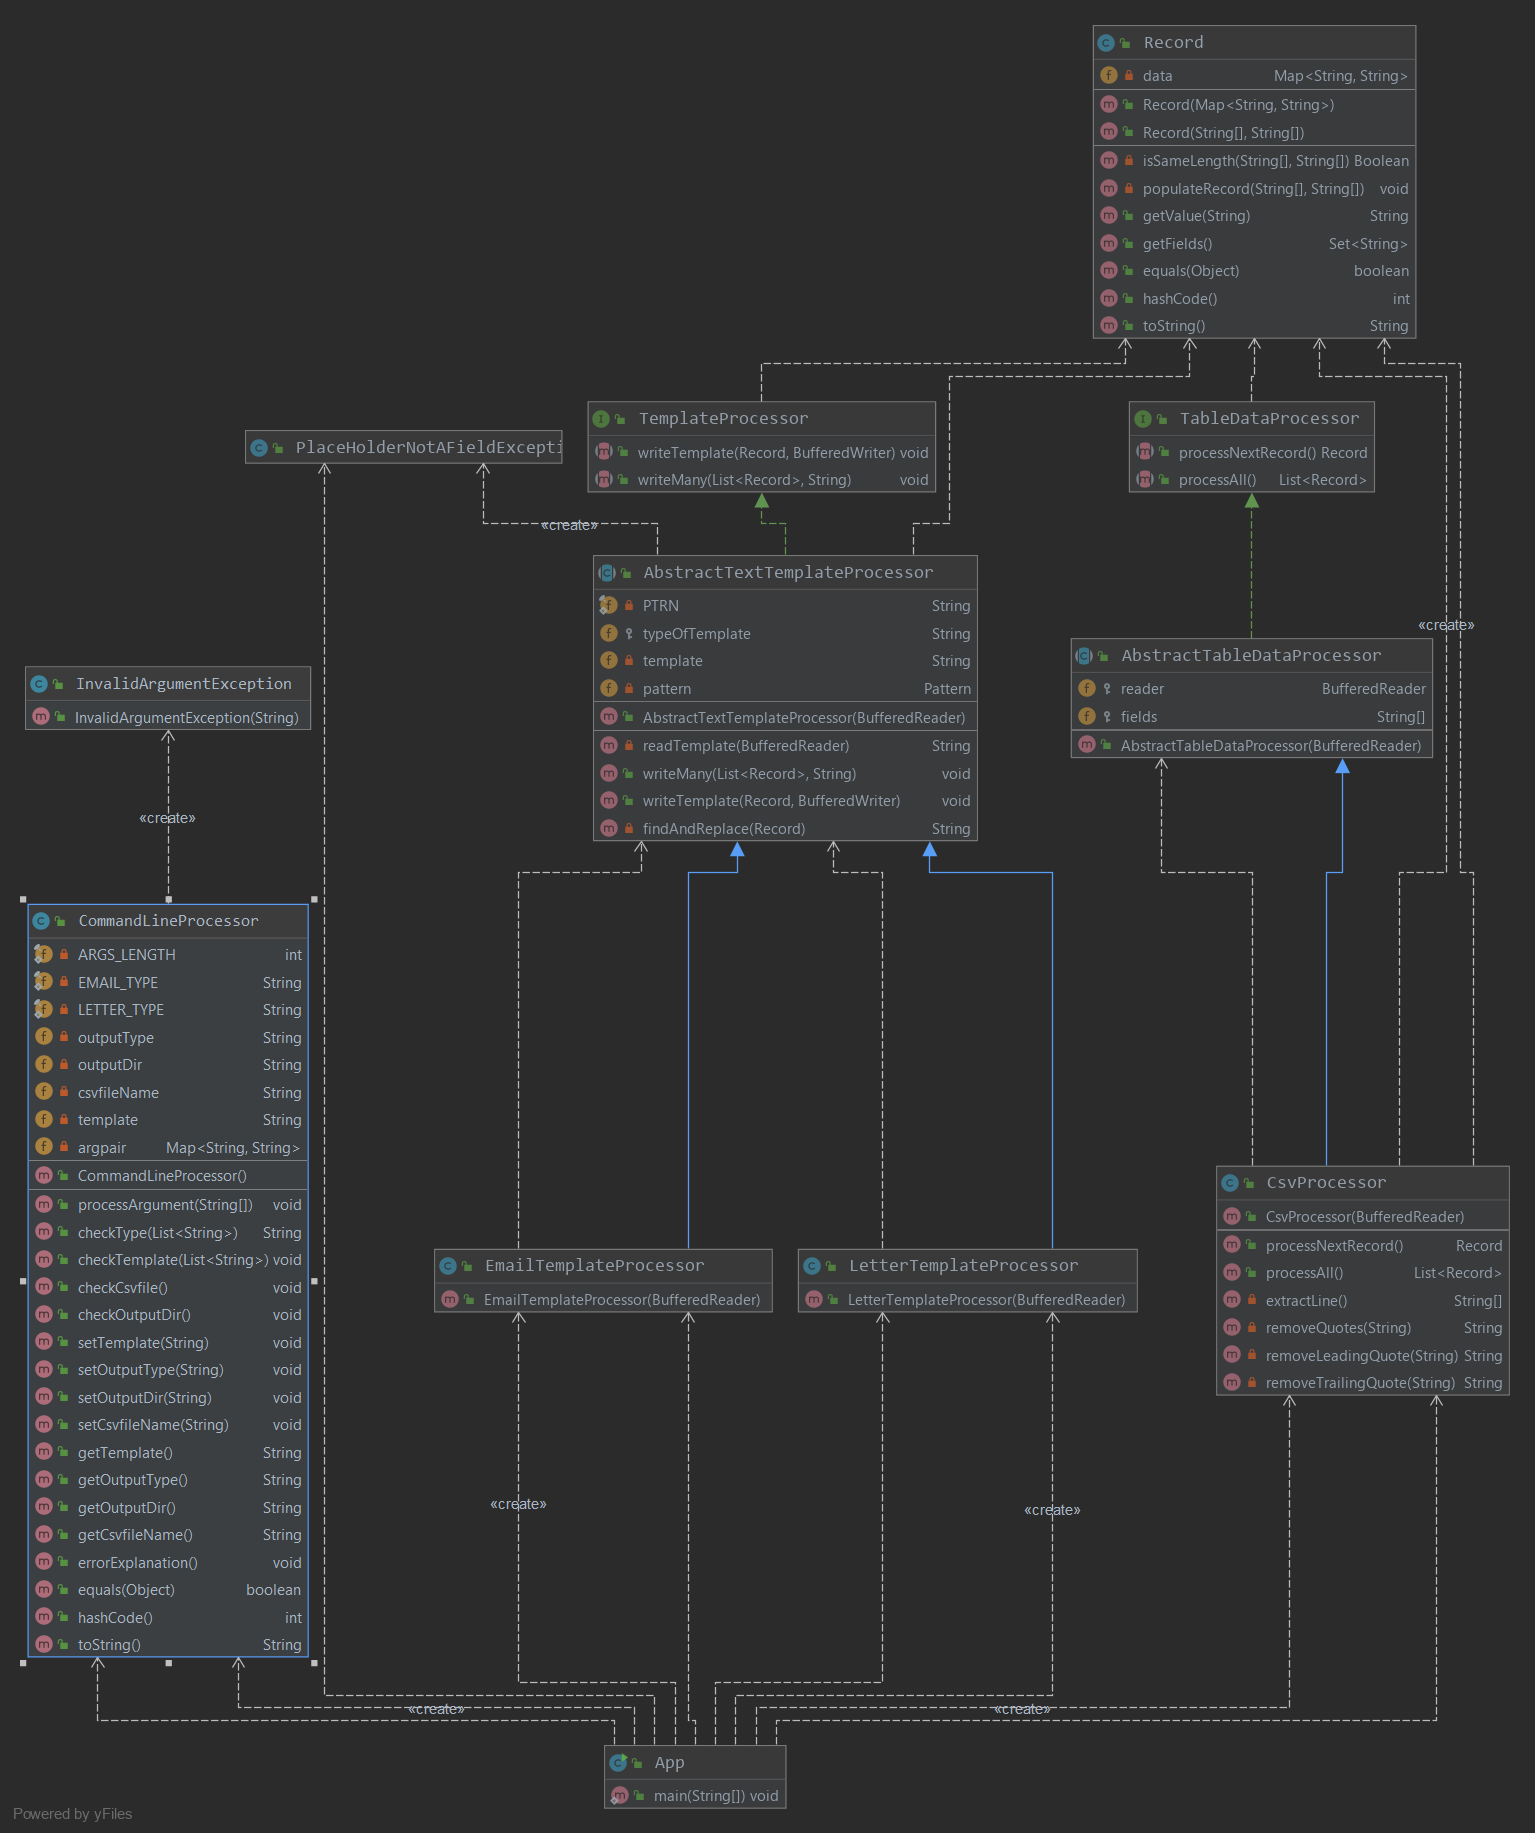 Record
data Map<String, String>
Record(Map<String, String>)
Record(String[], String[])
isSameLength(String[], String[]) Boolean
populateRecord(String[], String[]) void
getValue(String) String
getFields() Set<String>
equals(Object) boolean
hashCode() int
toString() String
TemplateProcessor
writeTemplate(Record, BufferedWriter) void
writeMany(List<Record>, String) void
TableDataProcessor
processNextRecord() Record
processAll() List<Record>
PlaceHolderNotAFieldExcepti
«create»
AbstractTextTemplateProcessor
PTRN String
typeOfTemplate String
template String
pattern Pattern
AbstractTextTemplateProcessor(BufferedReader)
readTemplate(BufferedReader) String
writeMany(List<Record>, String) void
writeTemplate(Record, BufferedWriter) void
findAndReplace(Record) String
«create»
AbstractTableDataProcessor
reader BufferedReader
fields String[]
AbstractTableDataProcessor(BufferedReader)
InvalidArgumentException
InvalidArgumentException(String)
«create»
CommandLineProcessor
ARGS_LENGTH int
EMAIL_TYPE String
LETTER_TYPE String
outputType String
outputDir String
csvfileName String
template String
argpair Map<String, String>
CommandLineProcessor()
processArgument(String[]) void
checkType(List<String>) String
checkTemplate(List<String>) void
checkCsvfile() void
checkOutputDir() void
setTemplate(String) void
setOutputType(String) void
setOutputDir(String) void
setCsvfileName(String) void
getTemplate() String
getOutputType() String
getOutputDir() String
getCsvfileName() String
errorExplanation() void
equals(Object) boolean
hashCode() int
toString() String
EmailTemplateProcessor
EmailTemplateProcessor(BufferedReader)
LetterTemplateProcessor
LetterTemplateProcessor(BufferedReader)
CsvProcessor
CsvProcessor(BufferedReader)
processNextRecord() Record
processAll() List<Record>
extractLine() String[]
removeQuotes(String) String
removeLeadingQuote(String) String
removeTrailingQuote(String) String
«create»
«create»
«create»
«create»
App
main(String[]) void
Powered by yFiles